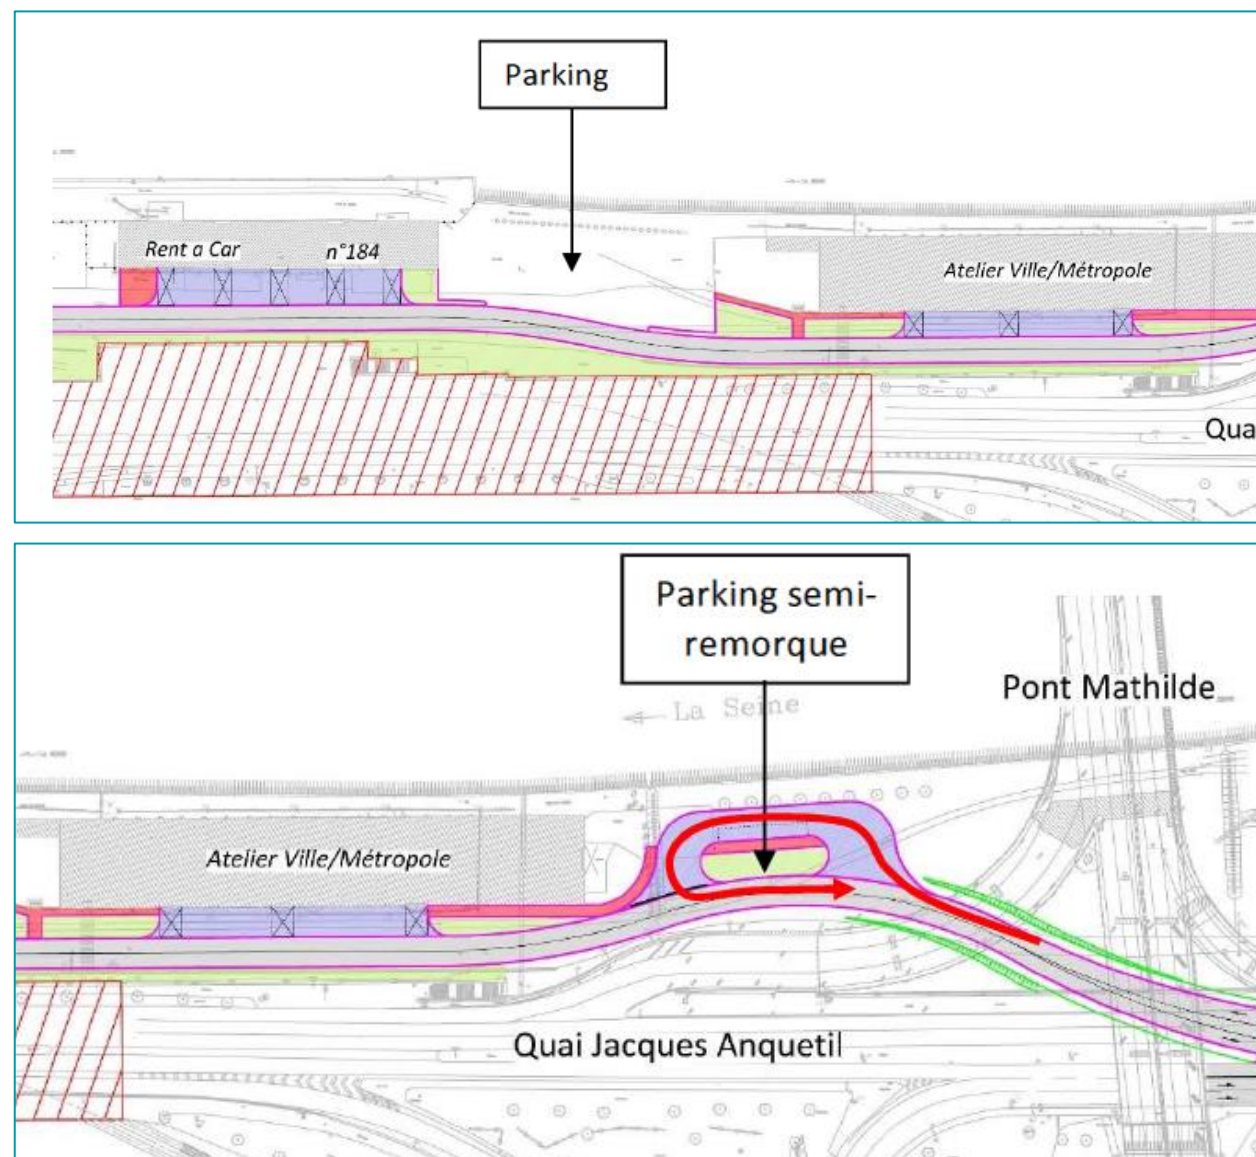 Parking
Rent a Car
n°184
Atelier Ville/Métropole
Qua
Parking semi-
remorque
La Seine
Pont Mathilde
Atelier Ville/Métropole
Quai Jacques Anquetil